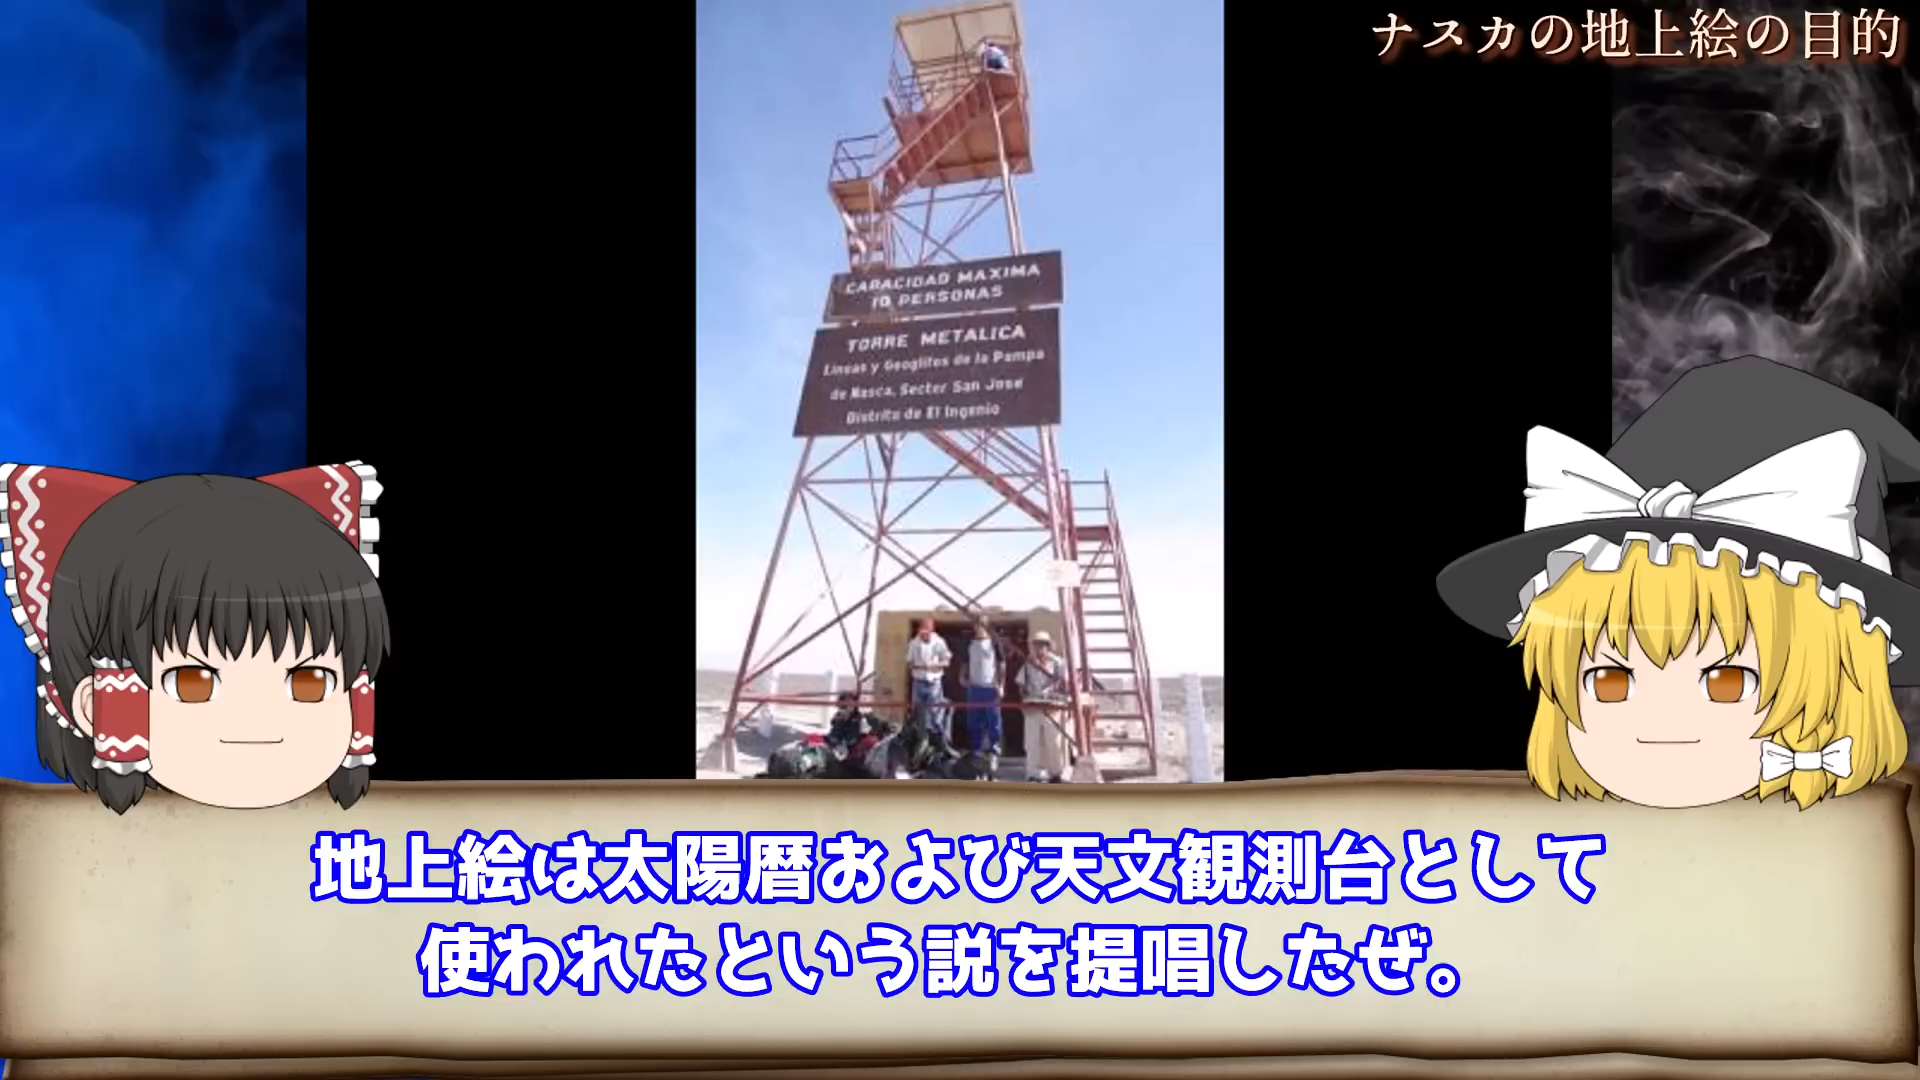 ナスカの地上絵の目的
CAPACIDAD MAXIMA
10 PERSONAS
TORRE METALICA
Lineas y Geoglifos de la Pampa
de Nasca, Sector San José
Distrito de El Ingenio
地上絵は太陽暦および天文観測台として
使われたという説を提唱したぜ。